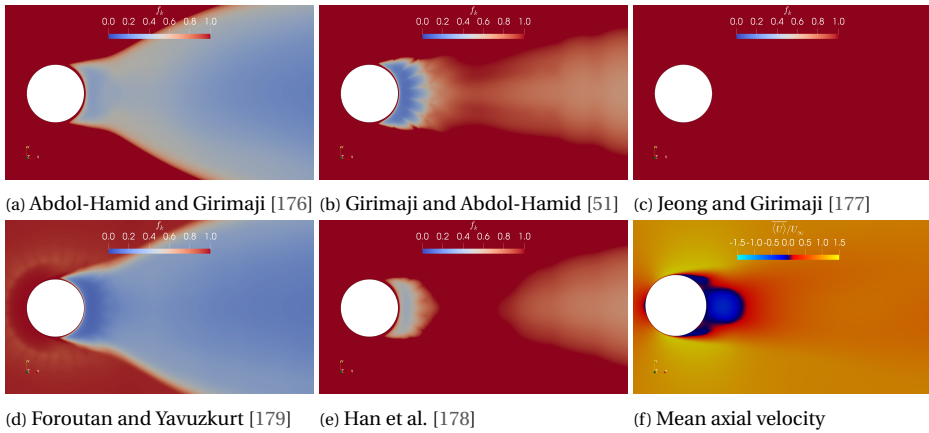 f_k
0.0 0.2 0.4 0.6 0.8 1.0
f_k
0.0 0.2 0.4 0.6 0.8 1.0
f_k
0.0 0.2 0.4 0.6 0.8 1.0
(a) Abdol-Hamid and Girimaji [176]
(b) Girimaji and Abdol-Hamid [51]
(c) Jeong and Girimaji [177]
f_k
0.0 0.2 0.4 0.6 0.8 1.0
f_k
0.0 0.2 0.4 0.6 0.8 1.0
⟨U⟩/U∞
-1.5 -1.0 -0.5 0.0 0.5 1.0 1.5
(d) Foroutan and Yavuzkurt [179]
(e) Han et al. [178]
(f) Mean axial velocity